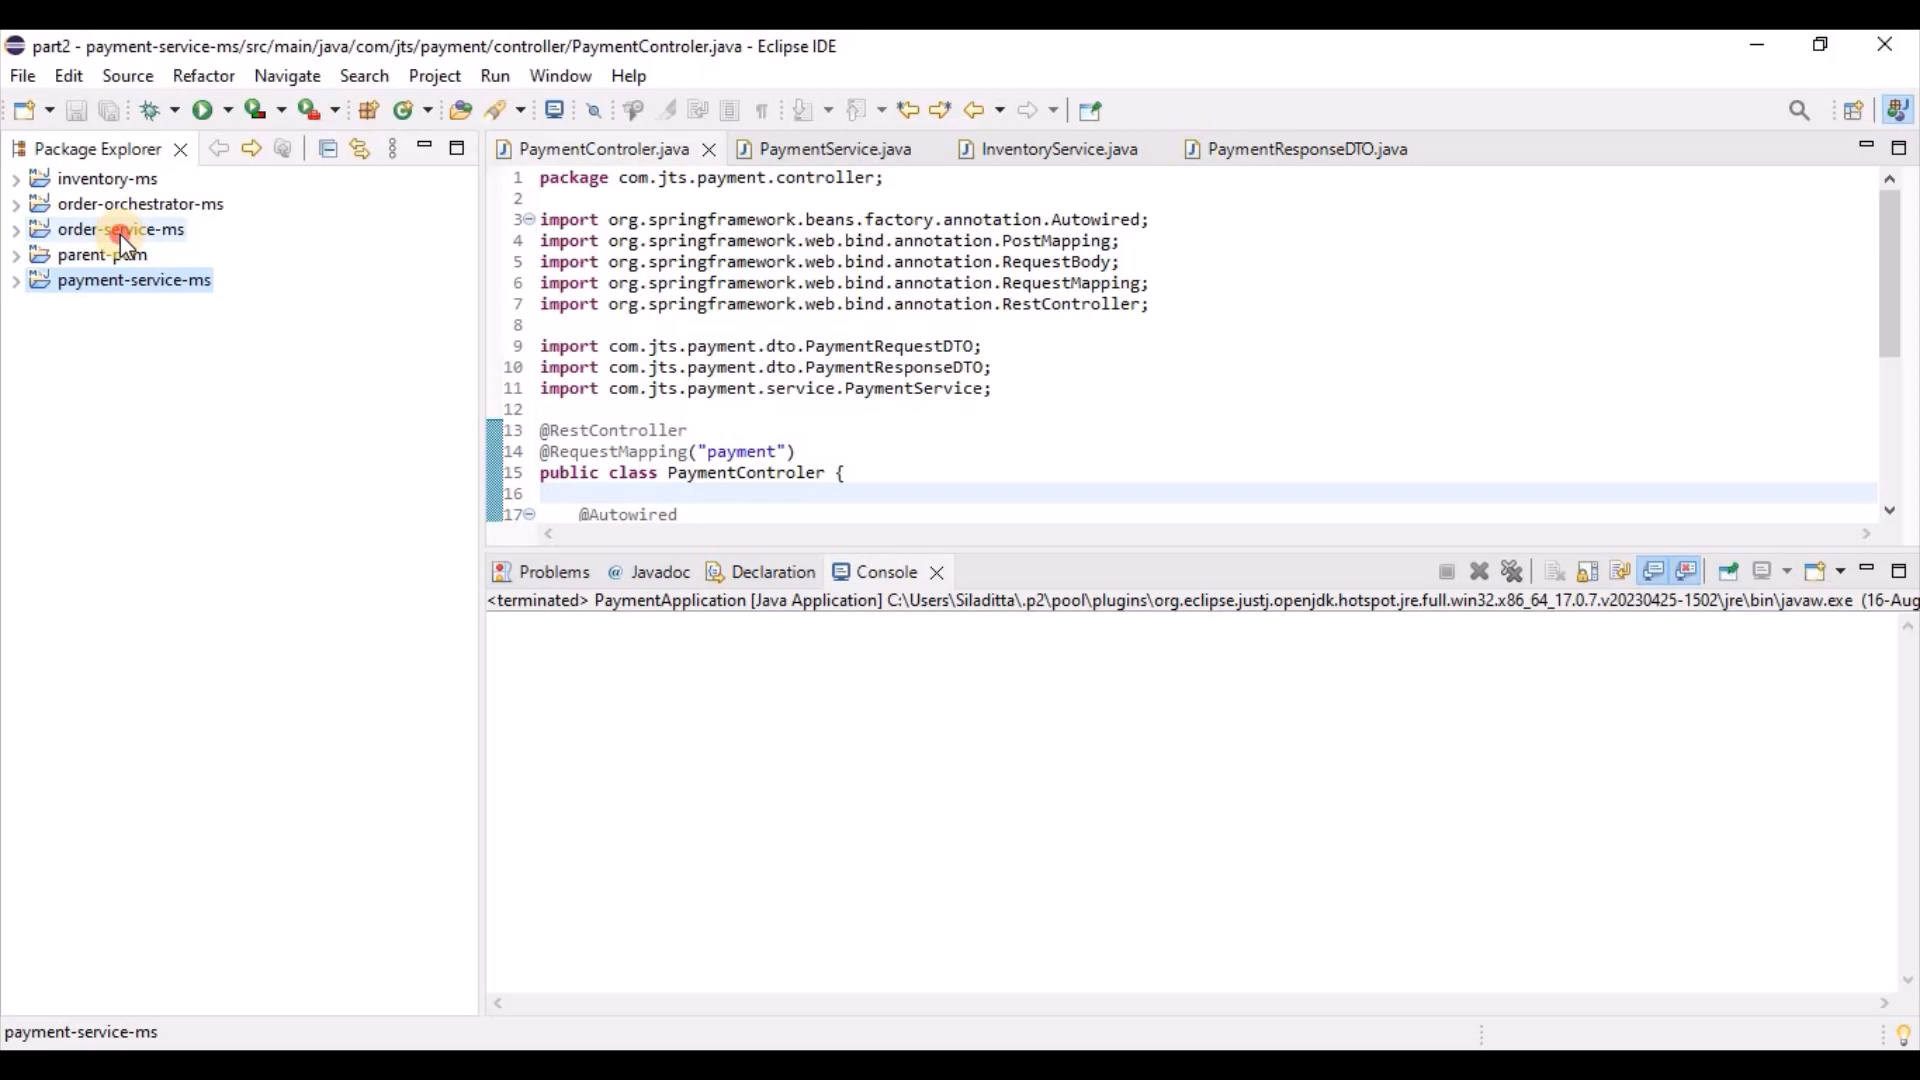 part2 - payment-service-ms/src/main/java/com/jts/payment/controller/PaymentControler.java - Eclipse IDE
File Edit Source Refactor Navigate Search Project Run Window Help
Package Explorer
inventory-ms
order-orchestrator-ms
order-service-ms
parent-pom
payment-service-ms
PaymentControler.java PaymentService.java InventoryService.java PaymentResponseDTO.java
1 package com.jts.payment.controller;
2
3 import org.springframework.beans.factory.annotation.Autowired;
4 import org.springframework.web.bind.annotation.PostMapping;
5 import org.springframework.web.bind.annotation.RequestBody;
6 import org.springframework.web.bind.annotation.RequestMapping;
7 import org.springframework.web.bind.annotation.RestController;
8
9 import com.jts.payment.dto.PaymentRequestDTO;
10 import com.jts.payment.dto.PaymentResponseDTO;
11 import com.jts.payment.service.PaymentService;
12
13 @RestController
14 @RequestMapping("payment")
15 public class PaymentControler {
16
17 @Autowired
Problems Javadoc Declaration Console
<terminated> PaymentApplication [Java Application] C:\Users\Siladitta\.p2\pool\plugins\org.eclipse.justj.openjdk.hotspot.jre.full.win32.x86_64_17.0.7.v20230425-1502\jre\bin\javaw.exe (16-Aug
payment-service-ms